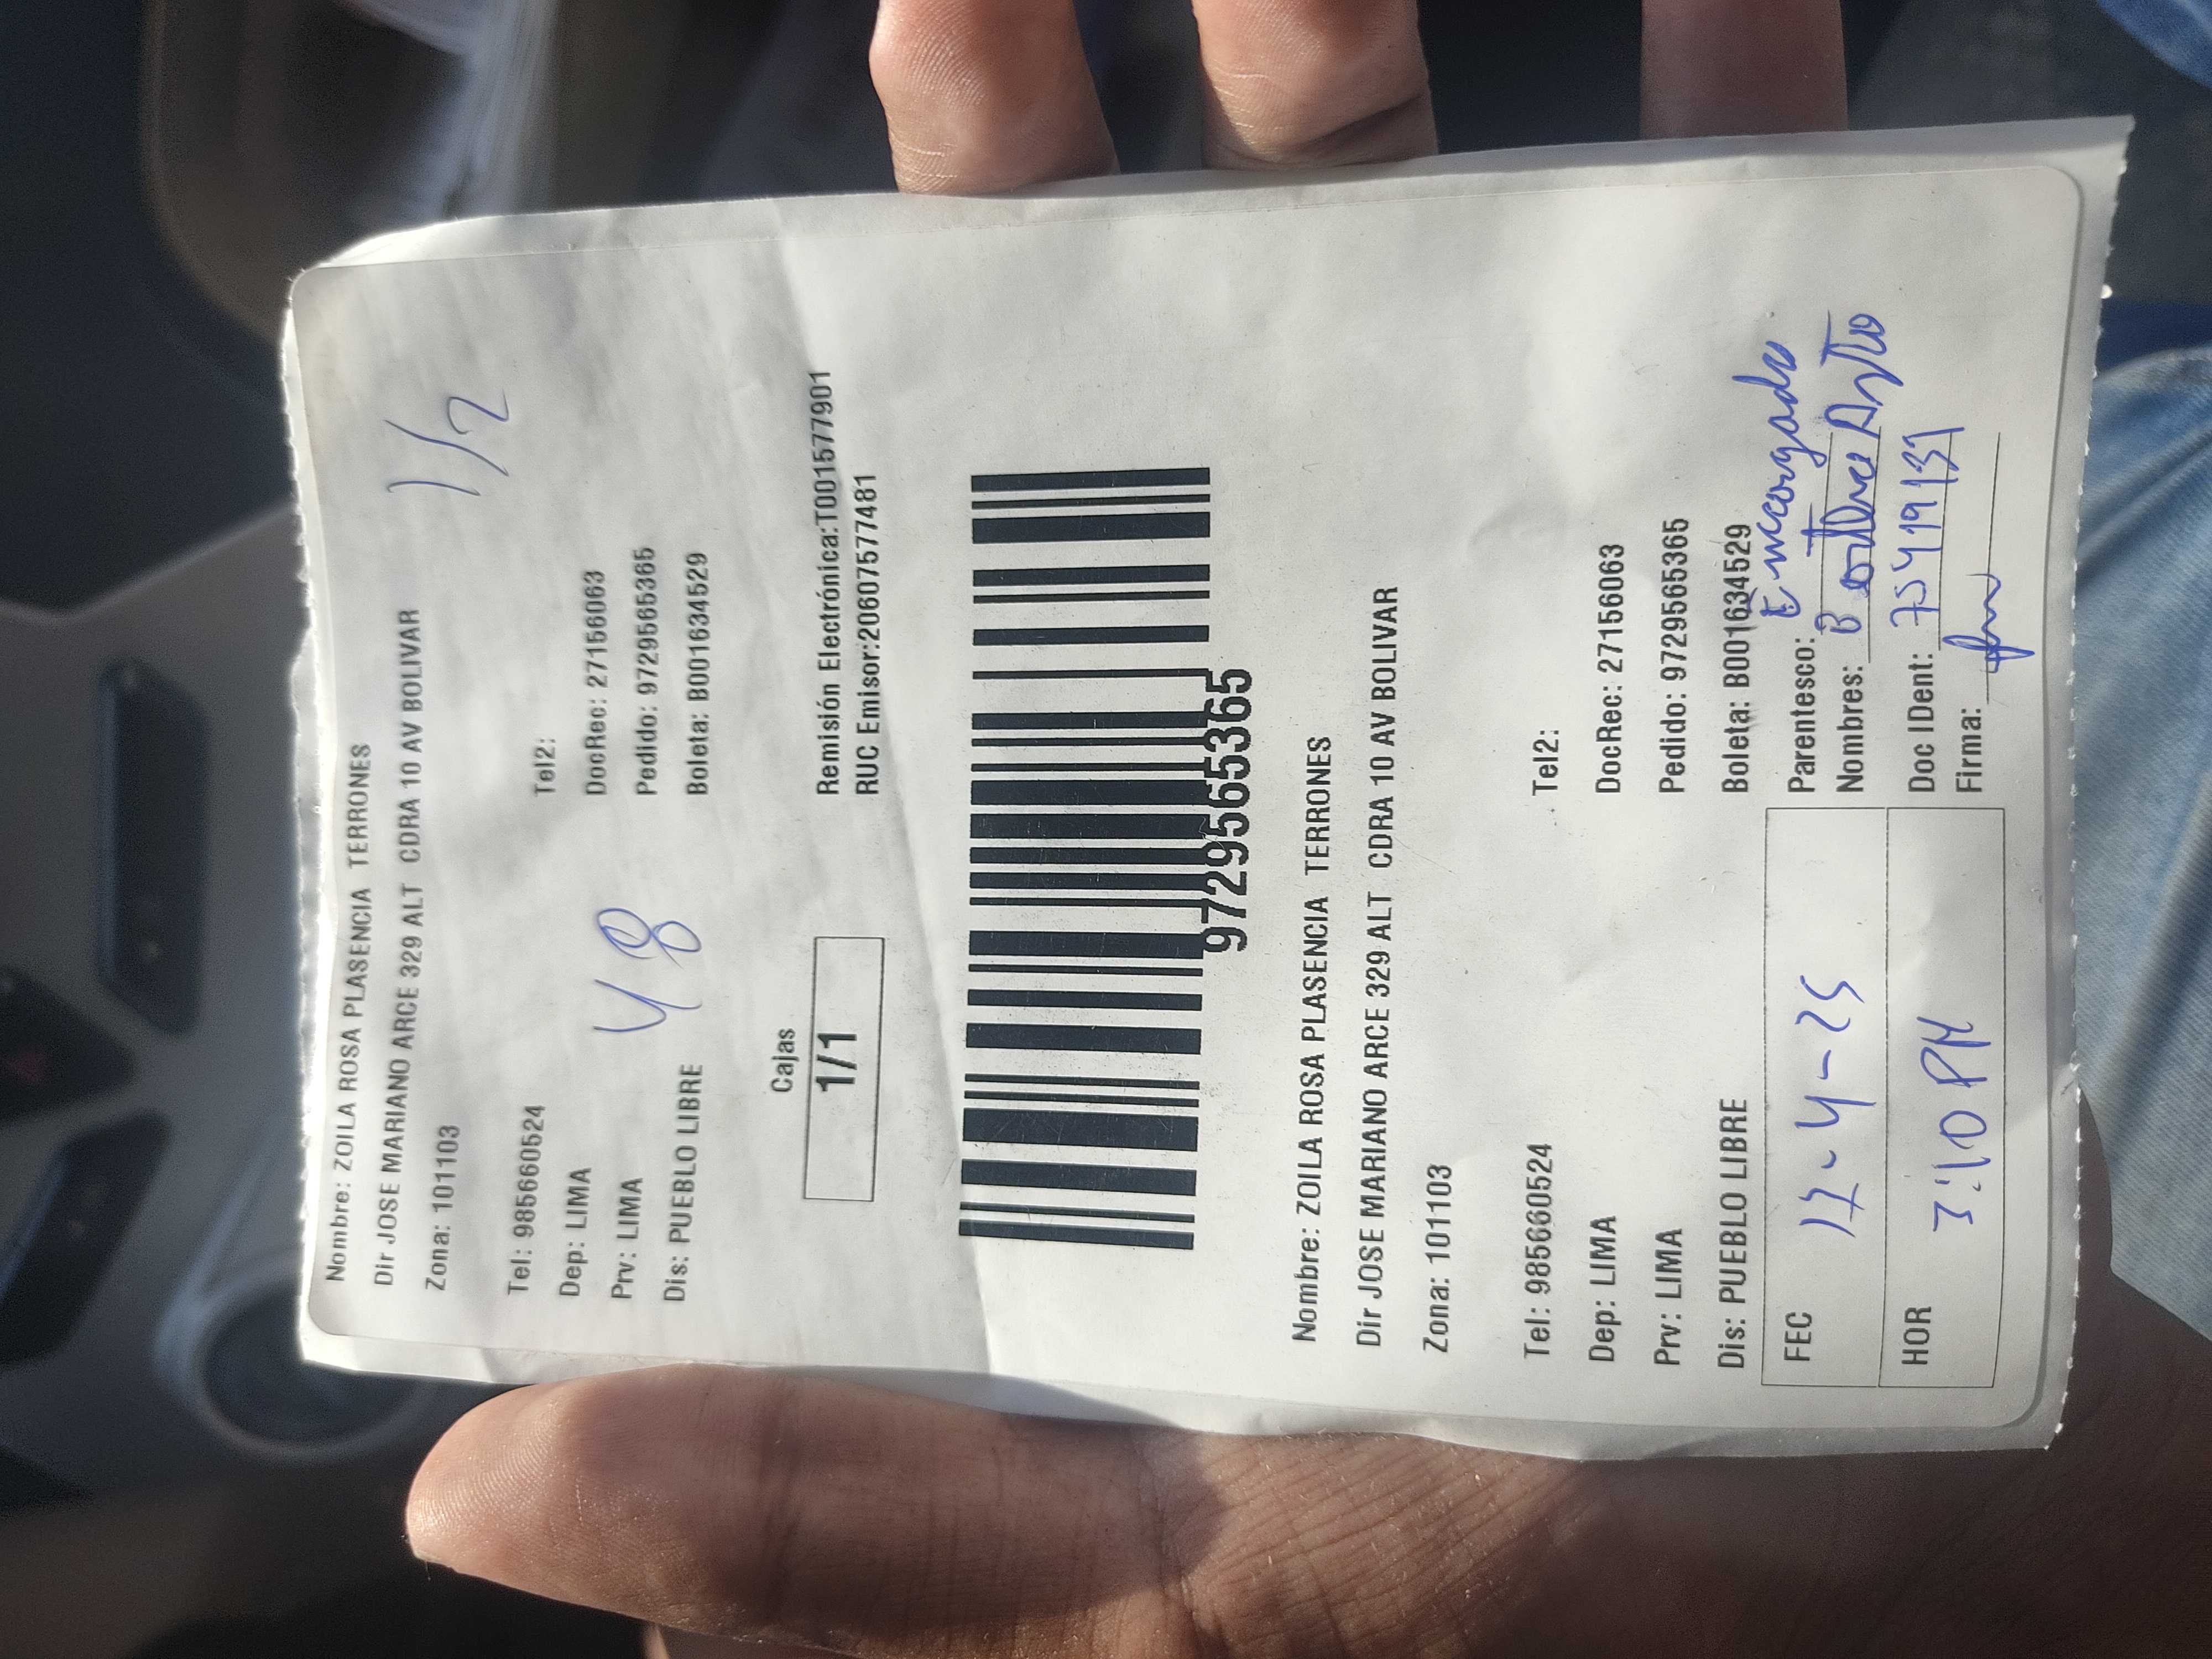 Nombre: ZOILA ROSA PLASENCIA TERRONES
Dir JOSE MARIANO ARCE 329 ALT CDRA 10 AV BOLIVAR
Zona: 101103
1/2
Tel: 985660524 Tel2:
Dep: LIMA DocRec: 27156063
Prv: LIMA Pedido: 9729565365
Dis: PUEBLO LIBRE Boleta: B001634529
48
Cajas
1/1
Remisión Electrónica:T001577901
RUC Emisor:20607577481
9729565365
Nombre: ZOILA ROSA PLASENCIA TERRONES
Dir JOSE MARIANO ARCE 329 ALT CDRA 10 AV BOLIVAR
Zona: 101103
Tel: 985660524 Tel2:
Dep: LIMA DocRec: 27156063
Prv: LIMA Pedido: 9729565365
Dis: PUEBLO LIBRE Boleta: B001634529
FEC 17-4-25
HOR 3:10 PM
Parentesco: Encargado
Nombres:
Doc IDent: 75419131
Firma: